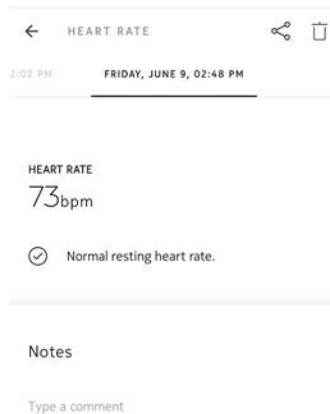 HEART RATE
2:02 PM
FRIDAY, JUNE 9, 02:48 PM
HEART RATE
73bpm
Normal resting heart rate.
Notes
Type a comment